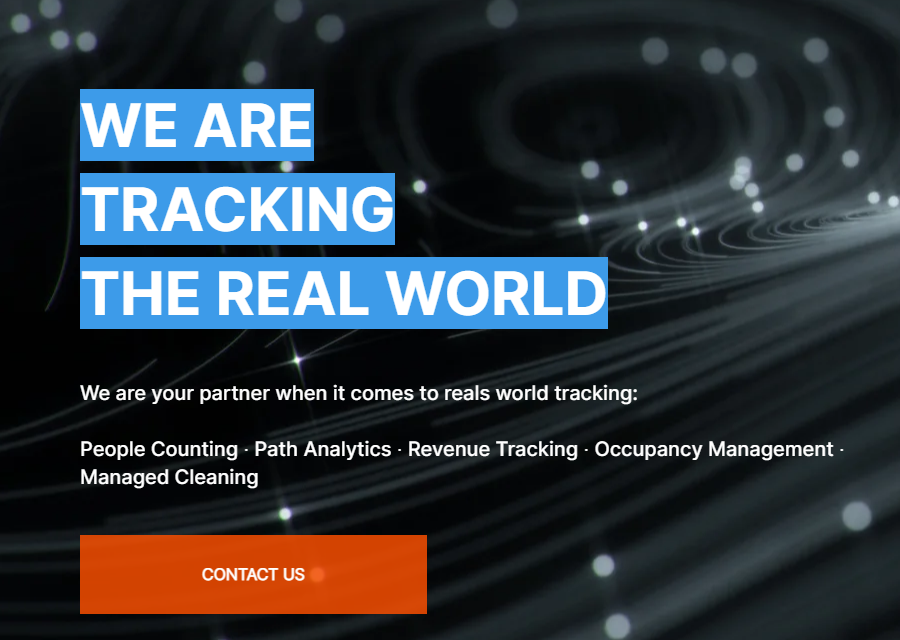 WE ARE
TRACKING
THE REAL WORLD
We are your partner when it comes to reals world tracking:
People Counting · Path Analytics · Revenue Tracking · Occupancy Management ·
Managed Cleaning
CONTACT US